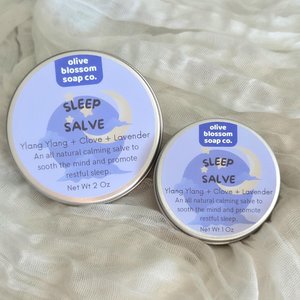 olive
blossom
soap co.
SLEEP
SALVE
Ylang Ylang + Clove + Lavender
An all natural calming salve to
sooth the mind and promote
restful sleep.
Net Wt 2 Oz
olive
blossom
soap co.
SLEEP
SALVE
Ylang Ylang + Clove + Lavender
An all natural calming salve to
sooth the mind and promote
restful sleep.
Net Wt 1 Oz